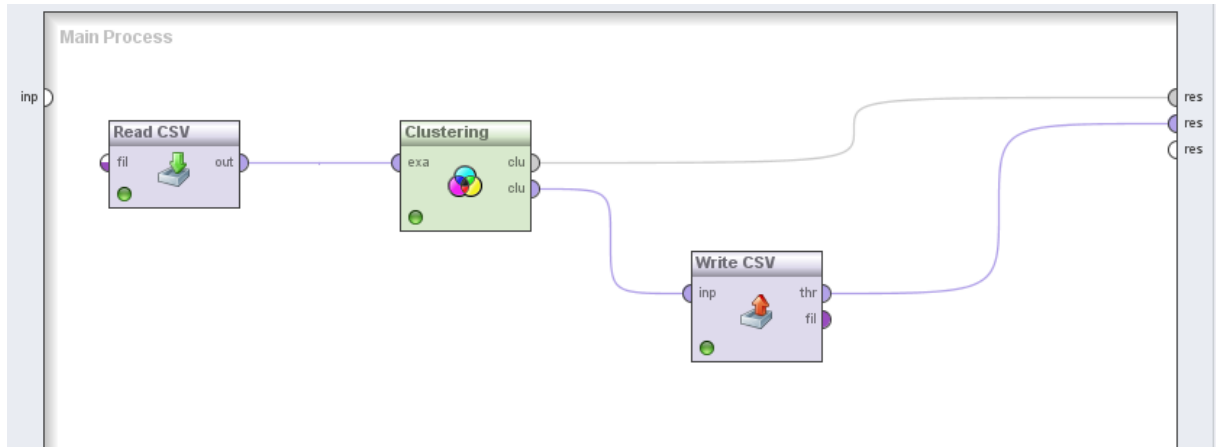 Main Process
inp
res
res
res
Read CSV
fil
out
Clustering
exa
clu
clu
Write CSV
inp
thr
fil